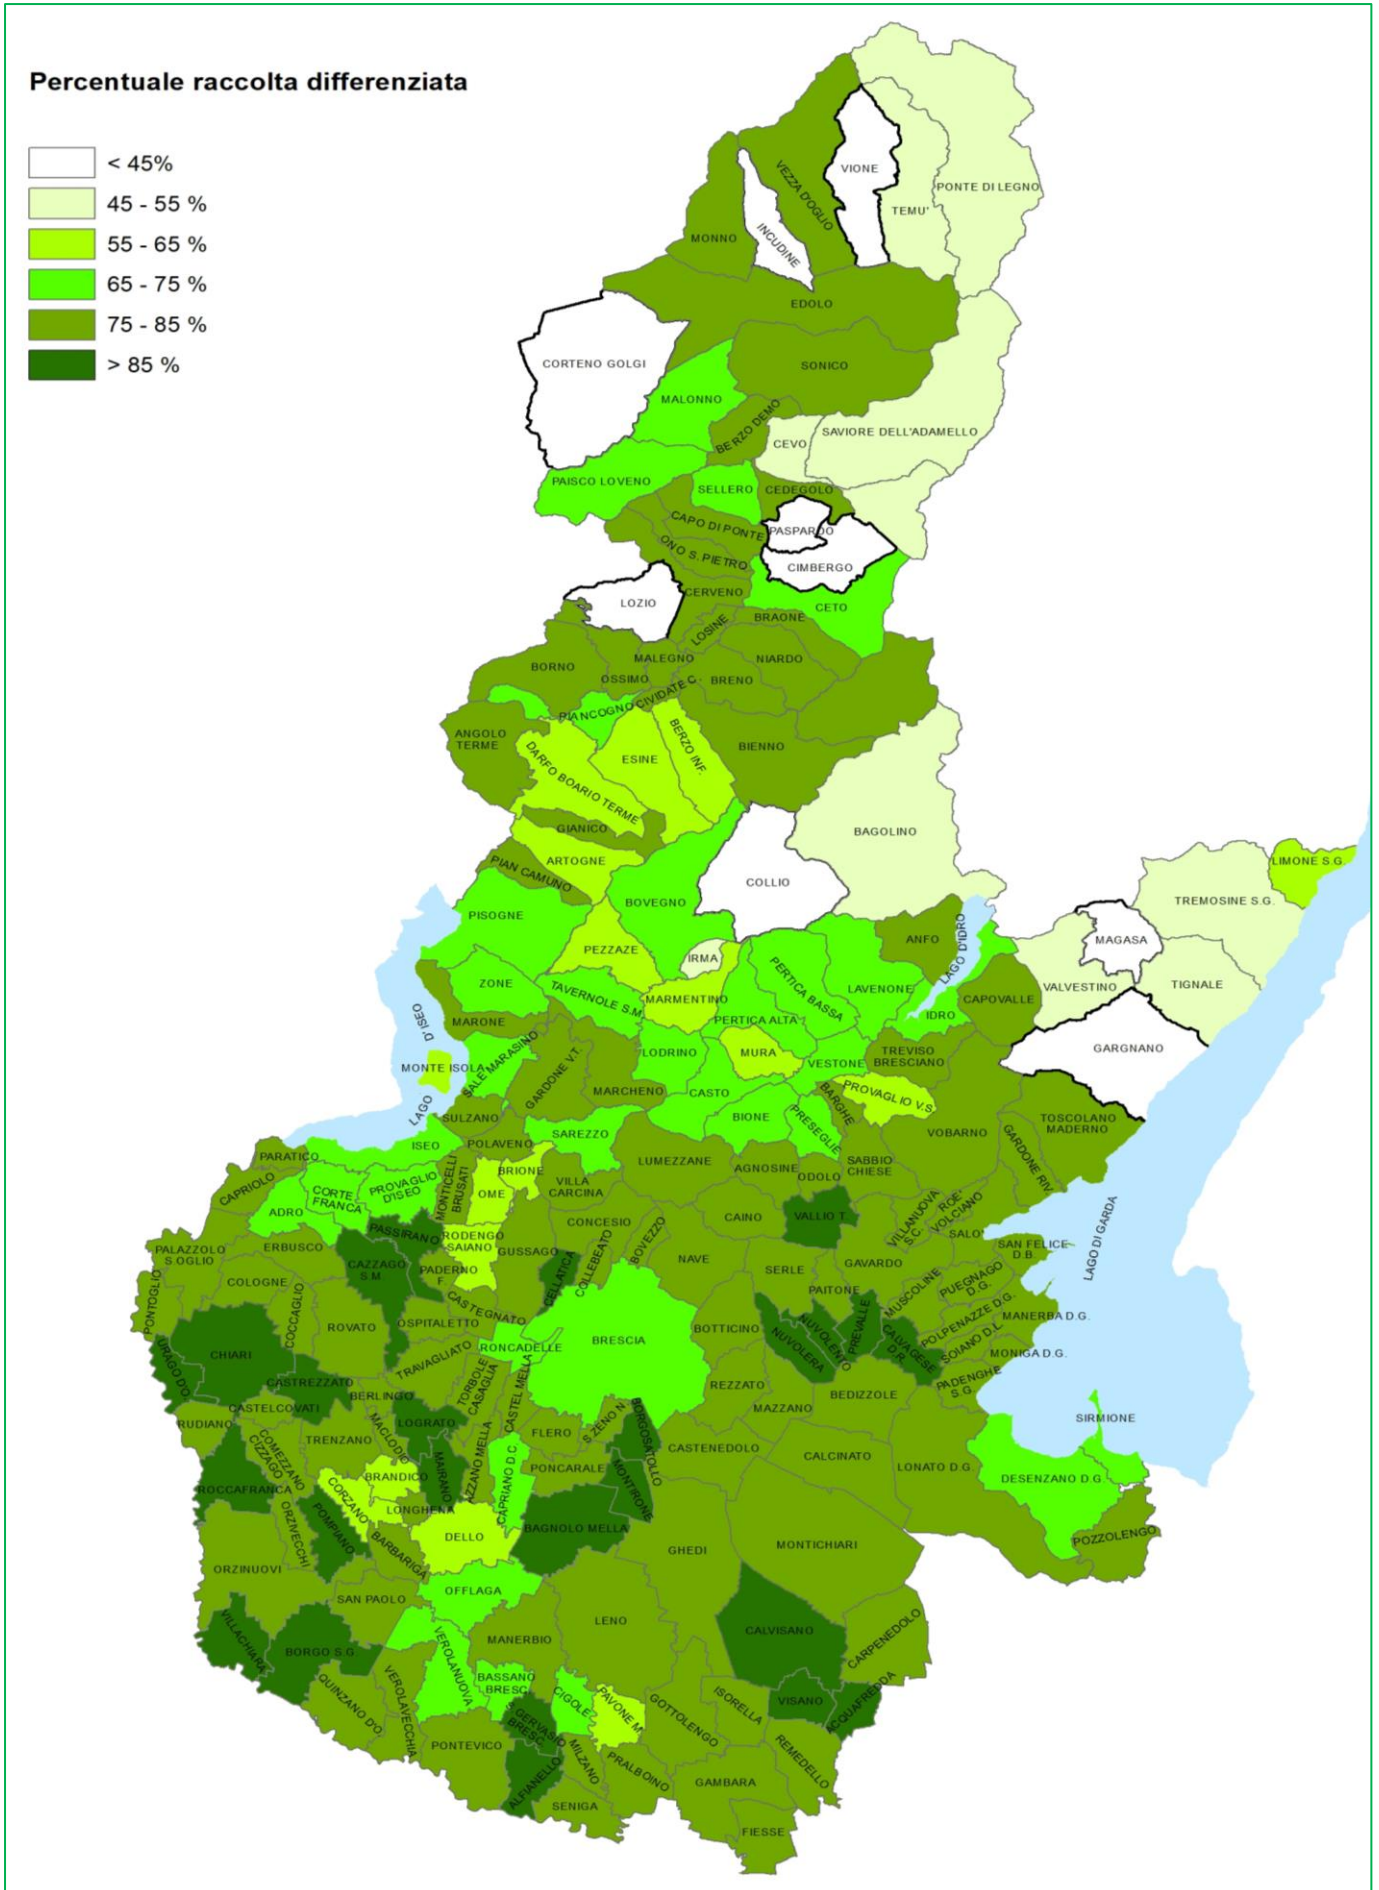 Percentuale raccolta differenziata
< 45%
45 - 55 %
55 - 65 %
65 - 75 %
75 - 85 %
> 85 %
VIONE
VEZZA D'OGLIO
PONTE DI LEGNO
TEMU'
MONNO
INCUDINE
EDOLO
CORTENO GOLGI
SONICO
MALONNO
BERZO DEMO
CEVO
SAVIORE DELL'ADAMELLO
PAISCO LOVENO
SELLERO
CEDEGOLO
CAPO DI PONTE
PASPARDO
ONO S. PIETRO
CIMBERGO
CERVENO
LOZIO
CETO
BRAONE
LOSINE
MALEGNO
NIARDO
BORNO
OSSIMO
BRENO
PIANCOGNO
CIVIDATE C.
ANGOLO
TERME
BERZO INF.
BIENNO
ESINE
DARFO BOARIO TERME
GIANICO
BAGOLINO
ARTOGNE
LIMONE S.G.
PIAN CAMUNO
COLLIO
BOVEGNO
TREMOSINE S.G.
PISOGNE
ANFO
LAGO D'IDRO
MAGASA
PEZZAZE
IRMA
ZONE
PERTICA BASSA
LAVENONE
VALVESTINO
TIGNALE
TAVERNOLE S.M.
MARMENTINO
CAPOVALLE
D'ISEO
MARONE
PERTICA ALTA
IDRO
LODRINO
MURA
GARGNANO
TREVISO
BRESCIANO
VESTONE
MONTE ISOLA
SALE MARASINO
GARDONE V.T.
MARCHENO
CASTO
PROVAGLIO V.S.
LAGO
SULZANO
BIONE
PRESEGLIE
BARGHE
TOSCOLANO
MADERNO
ISEO
POLAVENO
SAREZZO
VOBARNO
GARDONE RIV.
PARATICO
LUMEZZANE
AGNOSINE
ODOLO
SABBIO
CHIESE
CAPRIOLO
CORTE
FRANCA
PROVAGLIO
D'ISEO
MONTICELLI
BRUSATI
BRIONE
OME
VILLA
CARCINA
ADRO
PASSIRANO
RODENGO
SAIANO
CONCESIO
CAINO
VALLIO T.
VILLANUOVA
S.C.
ROE'
VOLCIANO
SALO'
LAGO DI GARDA
PALAZZOLO
S.OGLIO
ERBUSCO
CAZZAGO
S.M.
PADERNO
F.
GUSSAGO
CELLATICA
COLLEBEATO
BOVEZZO
NAVE
SERLE
GAVARDO
SAN FELICE
D.B.
COLOGNE
PAITONE
MUSCOLINE
PUEGNAGO
D.G.
PONTOGLIO
COCCAGLIO
ROVATO
OSPITALETTO
CASTEGNATO
BRESCIA
BOTTICINO
NUVOLERA
NUVOLENTO
PREVALLE
CALVAGESE
D.R.
POLPENAZZE D.G.
MANERBA D.G.
SOIANO D.L.
MONIGA D.G.
CHIARI
RONCADELLE
TRAVAGLIATO
URAGO D'O.
CASTREZZATO
BERLINGO
TORBOLE
CASAGLIA
CASTEL MELLA
REZZATO
MAZZANO
BEDIZZOLE
PADENGHE
S.G.
CASTELCOVATI
RUDIANO
COMEZZANO
CIZZAGO
TRENZANO
MACLODIO
LOGRATO
FLERO
S.ZENO N.
BORGOSATOLLO
CASTENEDOLO
CALCINATO
SIRMIONE
LONATO D.G.
DESENZANO D.G.
ROCCAFRANCA
BRANDICO
MAIRANO
AZZANO MELLA
CAPRIANO D.C.
PONCARALE
MONTIRONE
ORZIVECCHI
POMPIANO
CORZANO
LONGHENA
DELLO
BAGNOLO MELLA
POZZOLENGO
BARBARIGA
GHEDI
MONTICHIARI
ORZINUOVI
SAN PAOLO
OFFLAGA
LENO
VILLACHIARA
BORGO S.G.
MANERBIO
CALVISANO
CARPENEDOLO
VEROLANUOVA
QUINZANO D'O.
VEROLAVECCHIA
BASSANO
BRESC.
CIGOLE
PAVONE M.
GOTTOLENGO
ISORELLA
VISANO
ACQUAFREDDA
S.GERVASIO
BRESC.
PONTEVICO
MILZANO
PRALBOINO
REMEDELLO
ALFIANELLO
GAMBARA
SENIGA
FIESSE